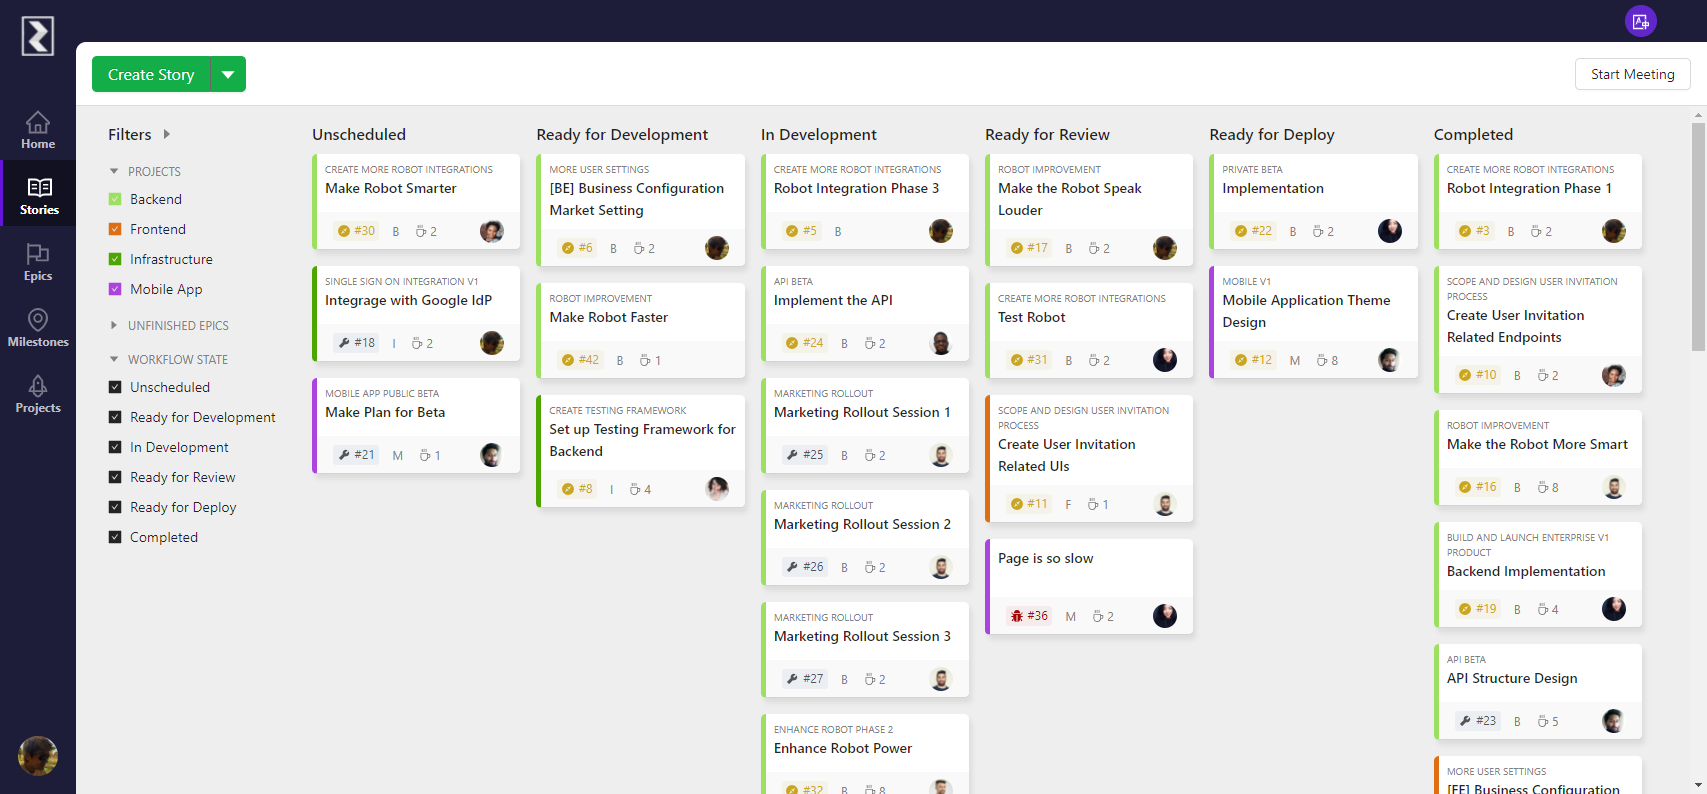 Create Story
Start Meeting
Home
Stories
Epics
Milestones
Projects
Filters
PROJECTS
Backend
Frontend
Infrastructure
Mobile App
UNFINISHED EPICS
WORKFLOW STATE
Unscheduled
Ready for Development
In Development
Ready for Review
Ready for Deploy
Completed
Unscheduled
CREATE MORE ROBOT INTEGRATIONS
Make Robot Smarter
#30 B 2
SINGLE SIGN ON INTEGRATION V1
Integrage with Google IdP
#18 I 2
MOBILE APP PUBLIC BETA
Make Plan for Beta
#21 M 1
Ready for Development
MORE USER SETTINGS
[BE] Business Configuration
Market Setting
#6 B 2
ROBOT IMPROVEMENT
Make Robot Faster
#42 B 1
CREATE TESTING FRAMEWORK
Set up Testing Framework for
Backend
#8 I 4
In Development
CREATE MORE ROBOT INTEGRATIONS
Robot Integration Phase 3
#5 B
API BETA
Implement the API
#24 B 2
MARKETING ROLLOUT
Marketing Rollout Session 1
#25 B 2
MARKETING ROLLOUT
Marketing Rollout Session 2
#26 B 2
MARKETING ROLLOUT
Marketing Rollout Session 3
#27 B 2
ENHANCE ROBOT PHASE 2
Enhance Robot Power
#32 B 8
Ready for Review
ROBOT IMPROVEMENT
Make the Robot Speak
Louder
#17 B 2
CREATE MORE ROBOT INTEGRATIONS
Test Robot
#31 B 2
SCOPE AND DESIGN USER INVITATION
PROCESS
Create User Invitation
Related UIs
#11 F 1
Page is so slow
#36 M 2
Ready for Deploy
PRIVATE BETA
Implementation
#22 B 2
MOBILE V1
Mobile Application Theme
Design
#12 M 8
Completed
CREATE MORE ROBOT INTEGRATIONS
Robot Integration Phase 1
#3 B 2
SCOPE AND DESIGN USER INVITATION
PROCESS
Create User Invitation
Related Endpoints
#10 B 2
ROBOT IMPROVEMENT
Make the Robot More Smart
#16 B 8
BUILD AND LAUNCH ENTERPRISE V1
PRODUCT
Backend Implementation
#19 B 4
API BETA
API Structure Design
#23 B 5
MORE USER SETTINGS
[FE] Business Configuration